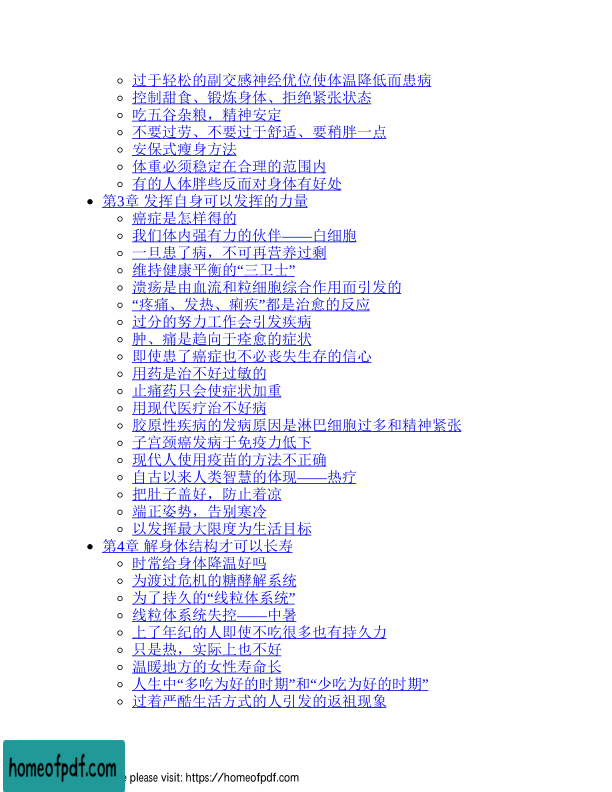 过于轻松的副交感神经优位使体温降低而患病
控制甜食、锻炼身体、拒绝紧张状态
吃五谷杂粮，精神安定
不要过劳、不要过于舒适、要稍胖一点
安保式瘦身方法
体重必须稳定在合理的范围内
有的人体胖些反而对身体有好处
第3章 发挥自身可以发挥的力量
癌症是怎样得的
我们体内强有力的伙伴——白细胞
一旦患了病，不可再营养过剩
维持健康平衡的“三卫士”
溃疡是由血流和粒细胞综合作用而引发的
“疼痛、发热、痢疾”都是治愈的反应
过分的努力工作会引发疾病
肿、痛是趋向于痊愈的症状
即使患了癌症也不必丧失生存的信心
用药是治不好过敏的
止痛药只会使症状加重
用现代医疗治不好病
胶原性疾病的发病原因是淋巴细胞过多和精神紧张
子宫颈癌发病于免疫力低下
现代人使用疫苗的方法不正确
自古以来人类智慧的体现——热疗
把肚子盖好，防止着凉
端正姿势，告别寒冷
以发挥最大限度为生活目标
第4章 解身体结构才可以长寿
时常给身体降温好吗
为渡过危机的糖酵解系统
为了持久的“线粒体系统”
线粒体系统失控——中暑
上了年纪的人即使不吃很多也有持久力
只是热，实际上也不好
温暖地方的女性寿命长
人生中“多吃为好的时期”和“少吃为好的时期”
过着严酷生活方式的人引发的返祖现象
homeofpdf.com
e please visit: https://homeofpdf.com